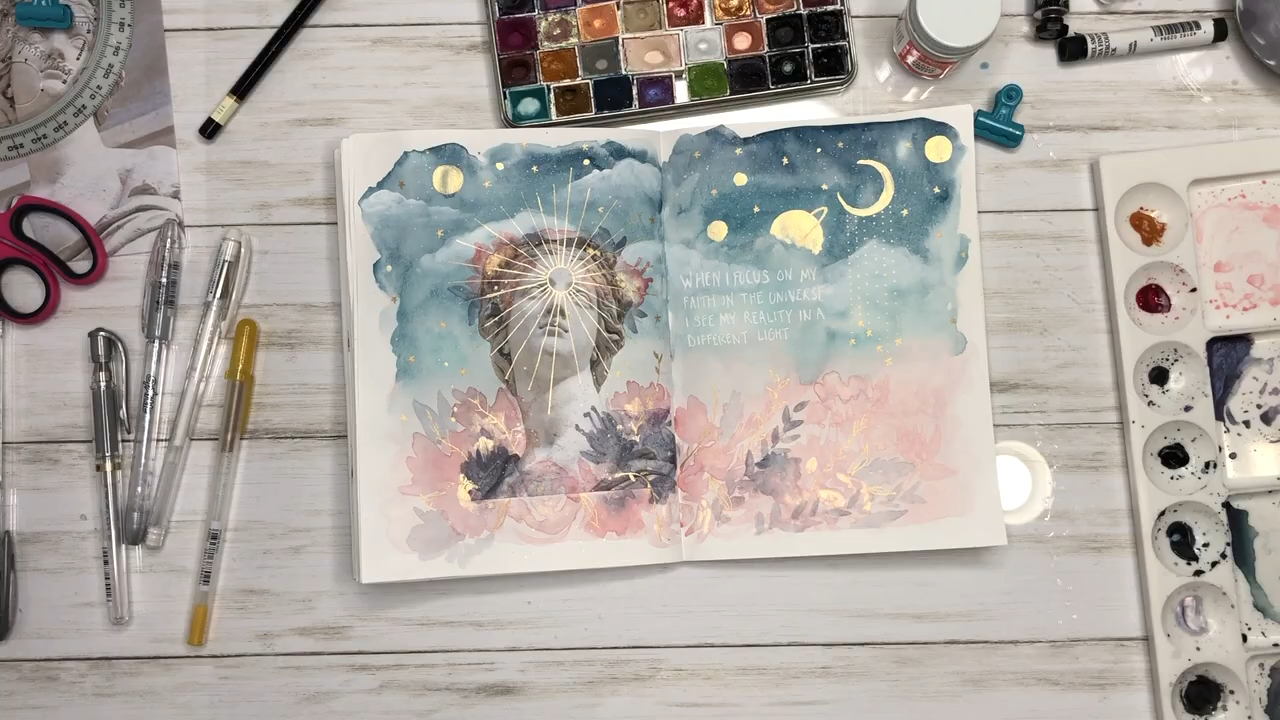 WHEN I FOCUS ON MY
FAITH IN THE UNIVERSE
I SEE MY REALITY IN A
DIFFERENT LIGHT